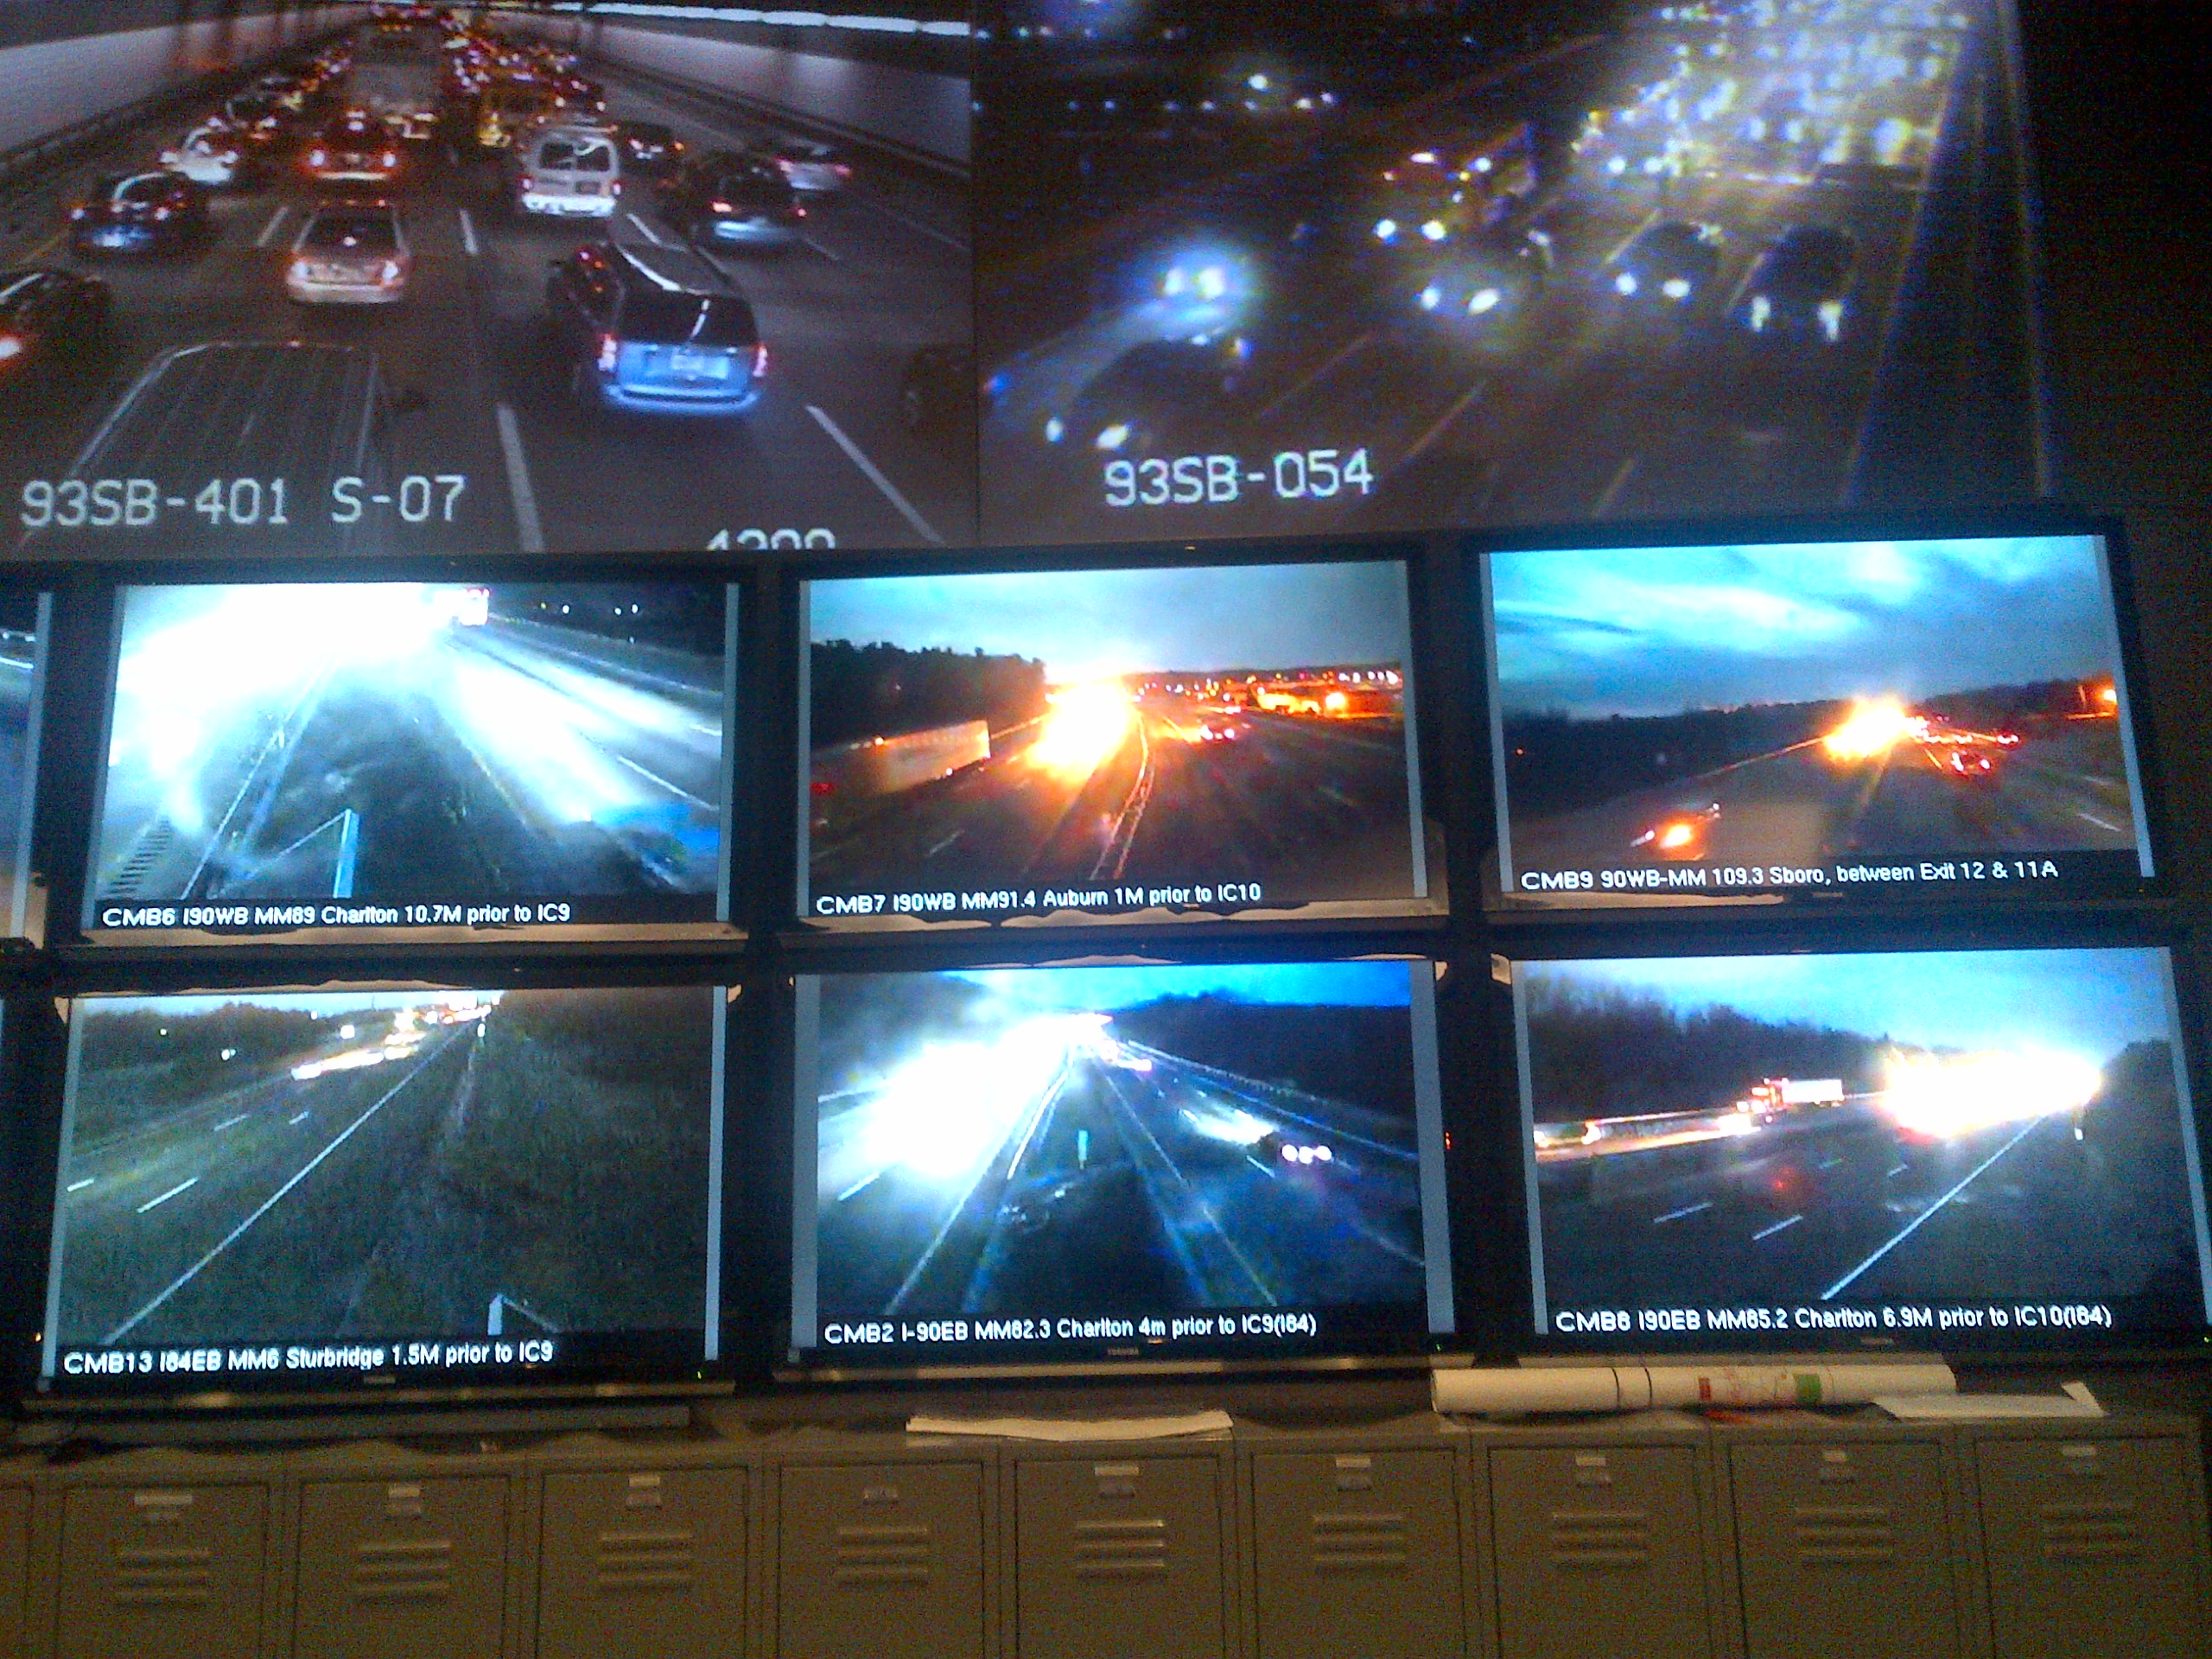 93SB-401 S-07
93SB-054
CMB6 I90WB MM89 Charlton 10.7M prior to IC9
CMB7 I90WB MM91.4 Auburn 1M prior to IC10
CMB9 90WB-MM 109.3 Sboro, between Exit 12 & 11A
CMB13 I84EB MM6 Sturbridge 1.5M prior to IC9
CMB2 I-90EB MM82.3 Charlton 4m prior to IC9(I84)
CMB8 I90EB MM85.2 Charlton 6.9M prior to IC10(I84)
TOSHIBA